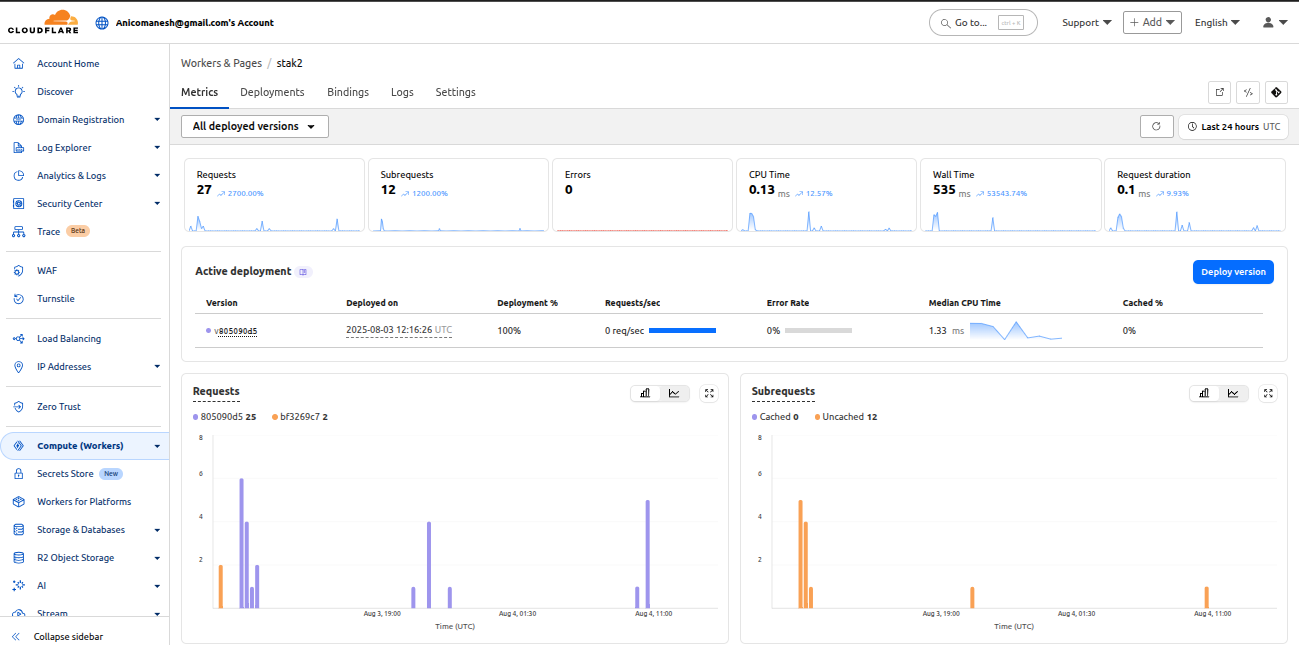 CLOUDFLARE
Anicomanesh@gmail.com's Account
Go to... ctrl + K
Support
+ Add
English
Account Home
Discover
Domain Registration
Log Explorer
Analytics & Logs
Security Center
Trace Beta
WAF
Turnstile
Load Balancing
IP Addresses
Zero Trust
Compute (Workers)
Secrets Store New
Workers for Platforms
Storage & Databases
R2 Object Storage
AI
Stream
Collapse sidebar
Workers & Pages / stak2
Metrics Deployments Bindings Logs Settings
All deployed versions
Last 24 hours UTC
Requests
27 2700.00%
Subrequests
12 1200.00%
Errors
0
CPU Time
0.13 ms 12.57%
Wall Time
535 ms 53543.74%
Request duration
0.1 ms 9.93%
Active deployment
Deploy version
Version Deployed on Deployment % Requests/sec Error Rate Median CPU Time Cached %
v805090d5 2025-08-03 12:16:26 UTC 100% 0 req/sec 0% 1.33 ms 0%
Requests
805090d5 25 bf3269c7 2
8
6
4
2
Aug 3, 19:00 Aug 4, 01:30 Aug 4, 11:00
Time (UTC)
Subrequests
Cached 0 Uncached 12
8
6
4
2
Aug 3, 19:00 Aug 4, 01:30 Aug 4, 11:00
Time (UTC)